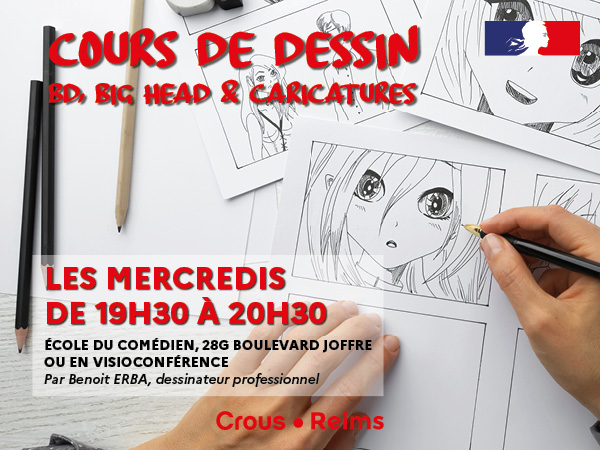 COURS DE DESSIN
BD, BIG HEAD & CARICATURES
LES MERCREDIS
DE 19H30 À 20H30
ÉCOLE DU COMÉDIEN, 28G BOULEVARD JOFFRE
OU EN VISIOCONFÉRENCE
Par Benoit ERBA, dessinateur professionnel
Crous • Reims